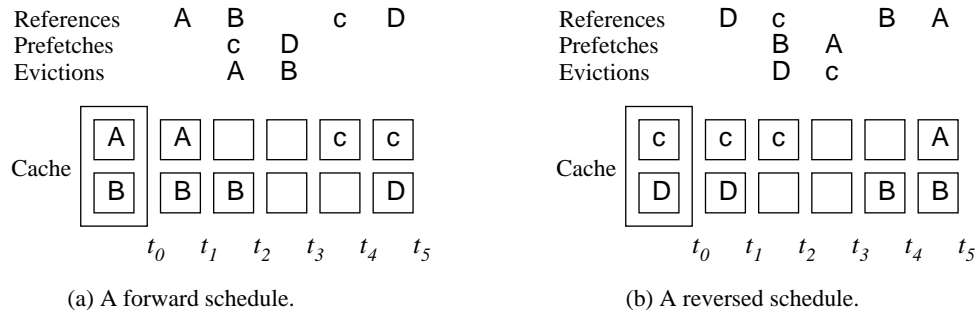 References A B c D
Prefetches c D
Evictions A B
Cache
A A c c
B B B D
t0 t1 t2 t3 t4 t5
(a) A forward schedule.
References D c B A
Prefetches B A
Evictions D c
Cache
c c c A
D D B B
t0 t1 t2 t3 t4 t5
(b) A reversed schedule.